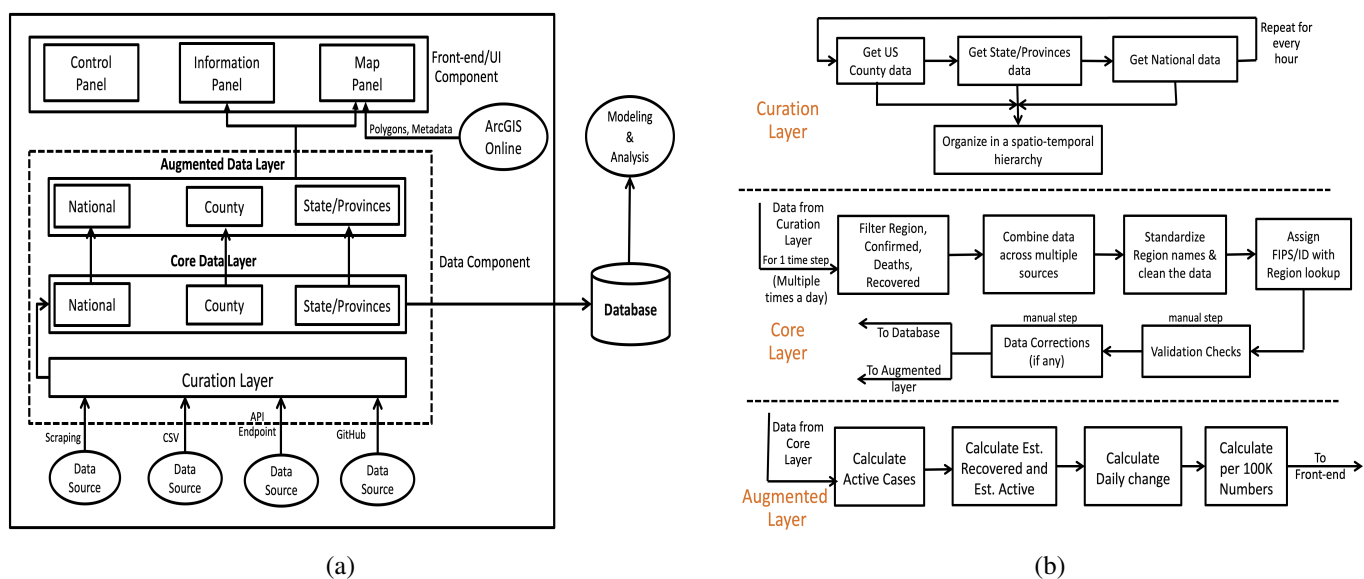 Control
Panel
Information
Panel
Map
Panel
Front-end/UI
Component
Polygons, Metadata
ArcGIS
Online
Modeling
&
Analysis
Augmented Data Layer
National
County
State/Provinces
Core Data Layer
Data Component
National
County
State/Provinces
Database
Curation Layer
Scraping
CSV
API
Endpoint
GitHub
Data
Source
Data
Source
Data
Source
Data
Source
(a)
Get US
County data
Get State/Provinces
data
Get National data
Repeat for
every
hour
Curation
Layer
Organize in a spatio-temporal
hierarchy
Data from
Curation
Layer
For 1 time step
(Multiple
times a day)
Filter Region,
Confirmed,
Deaths,
Recovered
Combine data
across multiple
sources
Standardize
Region names &
clean the data
Assign
FIPS/ID with
Region lookup
Core
Layer
To Database
To Augmented
layer
manual step
Data Corrections
(if any)
manual step
Validation Checks
Data from
Core
Layer
Augmented
Layer
Calculate
Active Cases
Calculate Est.
Recovered and
Est. Active
Calculate
Daily change
Calculate
per 100K
Numbers
To
Front-end
(b)